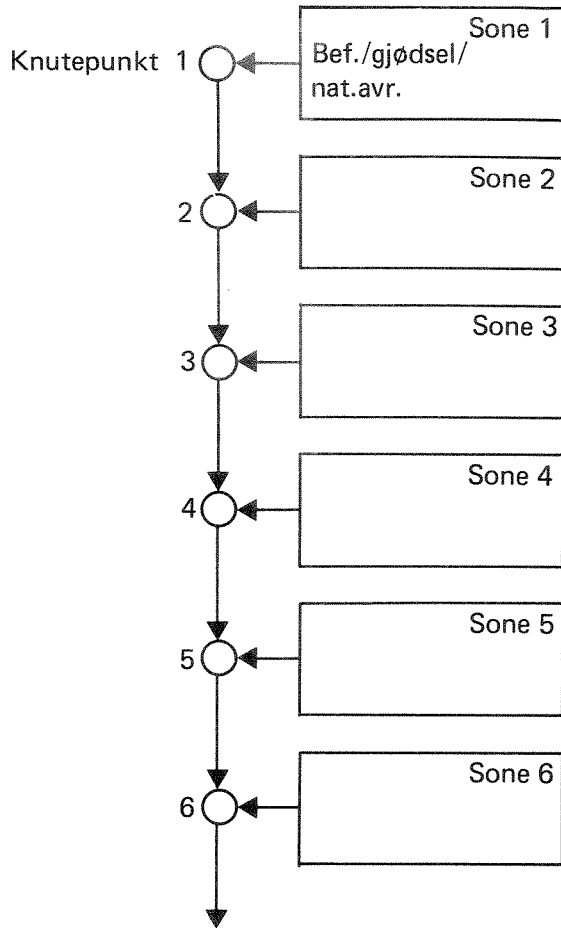 Sone 1
Knutepunkt 1
Bef./gjødsel/
nat.avr.
Sone 2
2
Sone 3
3
Sone 4
4
Sone 5
5
Sone 6
6